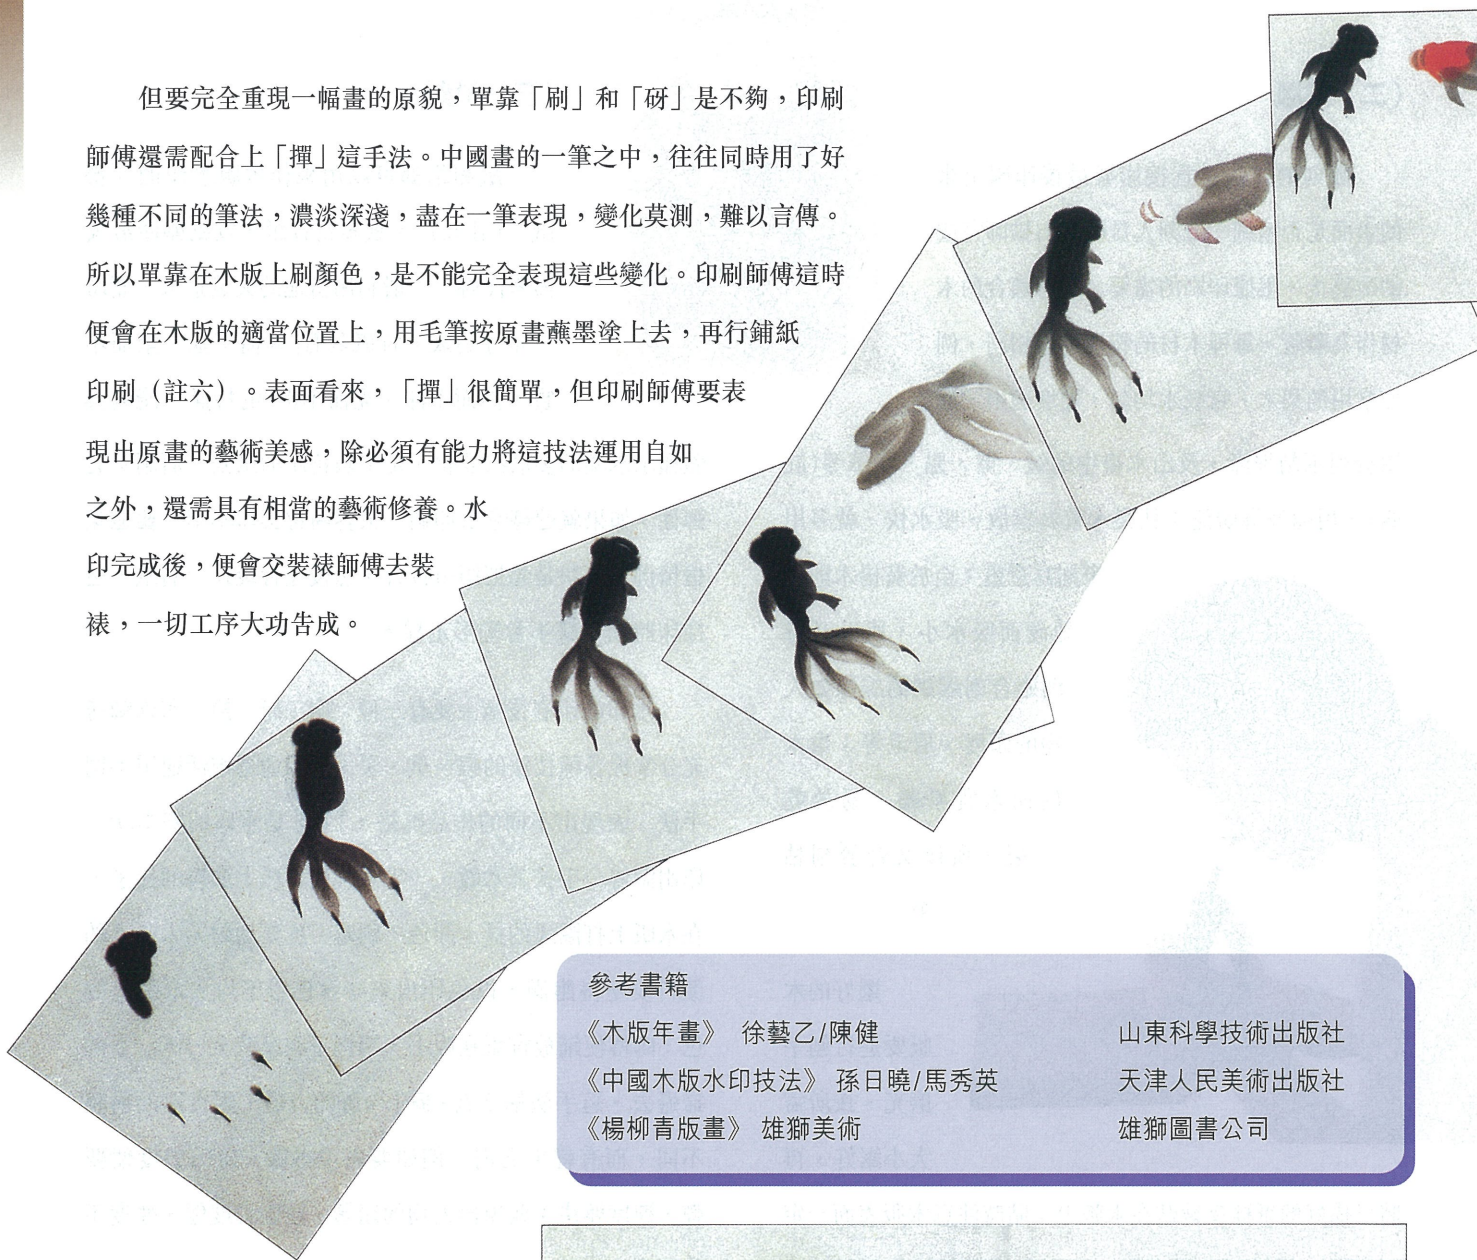 但要完全重現一幅畫的原貌，單靠「刷」和「砑」是不夠，印刷
師傅還需配合上「撣」這手法。中國畫的一筆之中，往往同時用了好
幾種不同的筆法，濃淡深淺，盡在一筆表現，變化莫測，難以言傳。
所以單靠在木版上刷顏色，是不能完全表現這些變化。印刷師傅這時
便會在木版的適當位置上，用毛筆按原畫蘸墨塗上去，再行鋪紙
印刷（註六）。表面看來，「撣」很簡單，但印刷師傅要表
現出原畫的藝術美感，除必須有能力將這技法運用自如
之外，還需具有相當的藝術修養。水
印完成後，便會交裝裱師傅去裝
裱，一切工序大功告成。
參考書籍
《木版年畫》 徐藝乙/陳健 山東科學技術出版社
《中國木版水印技法》 孫日曉/馬秀英 天津人民美術出版社
《楊柳青版畫》 雄獅美術 雄獅圖書公司